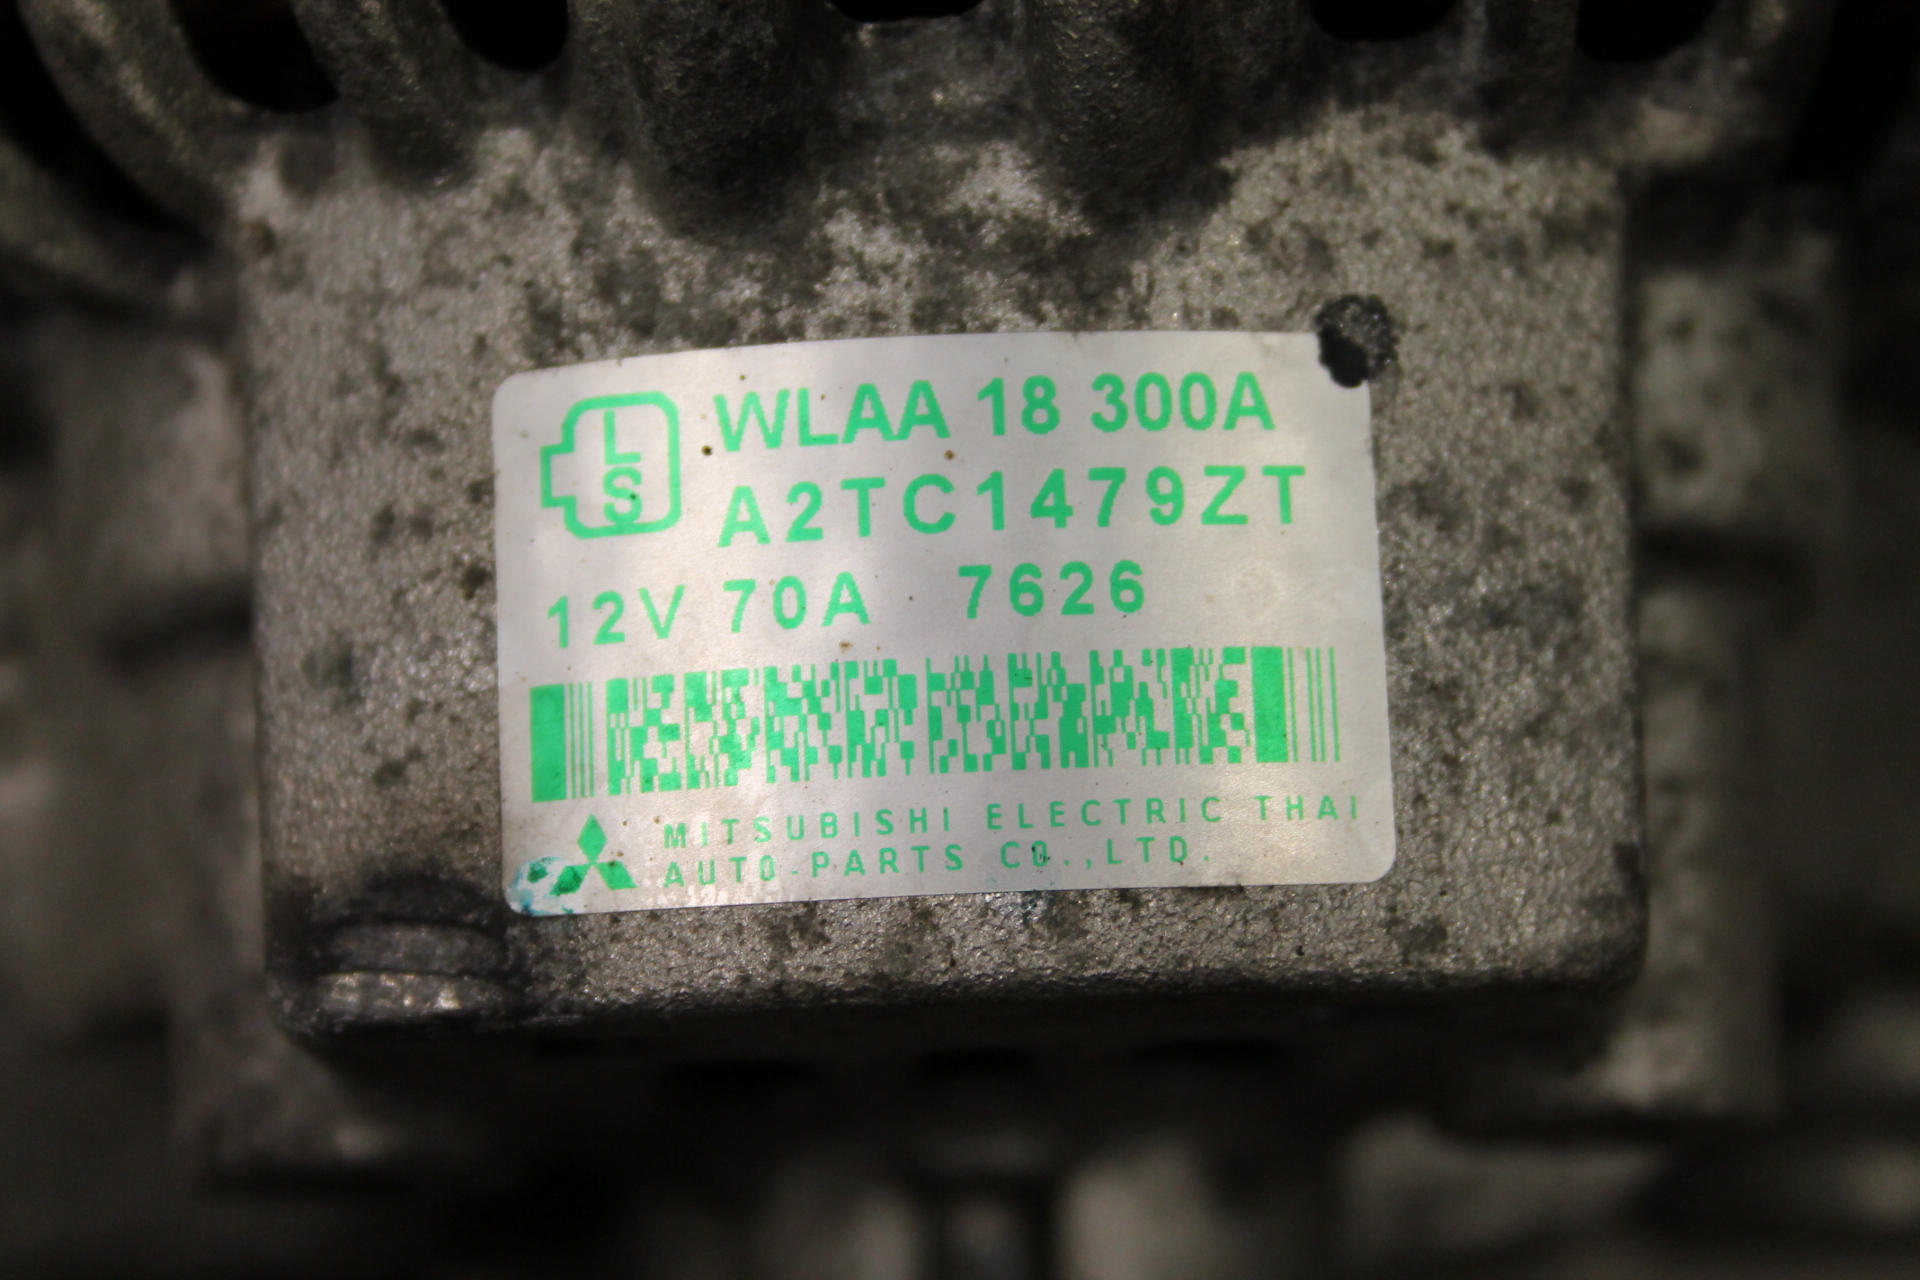 L
S
WLAA 18 300A
A2TC1479ZT
12V 70A 7626
MITSUBISHI ELECTRIC THAI
AUTO-PARTS CO.,LTD.